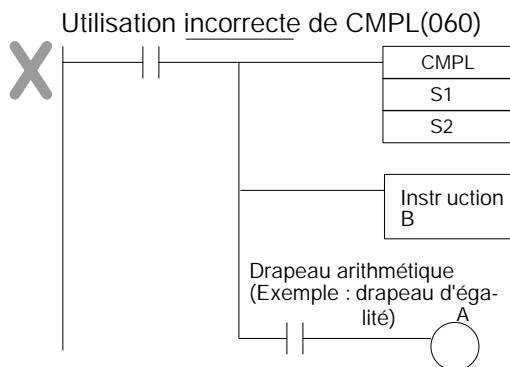 Utilisation incorrecte de CMPL(060)
X
CMPL
S1
S2
Instr uction
B
Drapeau arithmétique
(Exemple : drapeau d'éga-
lité)
A